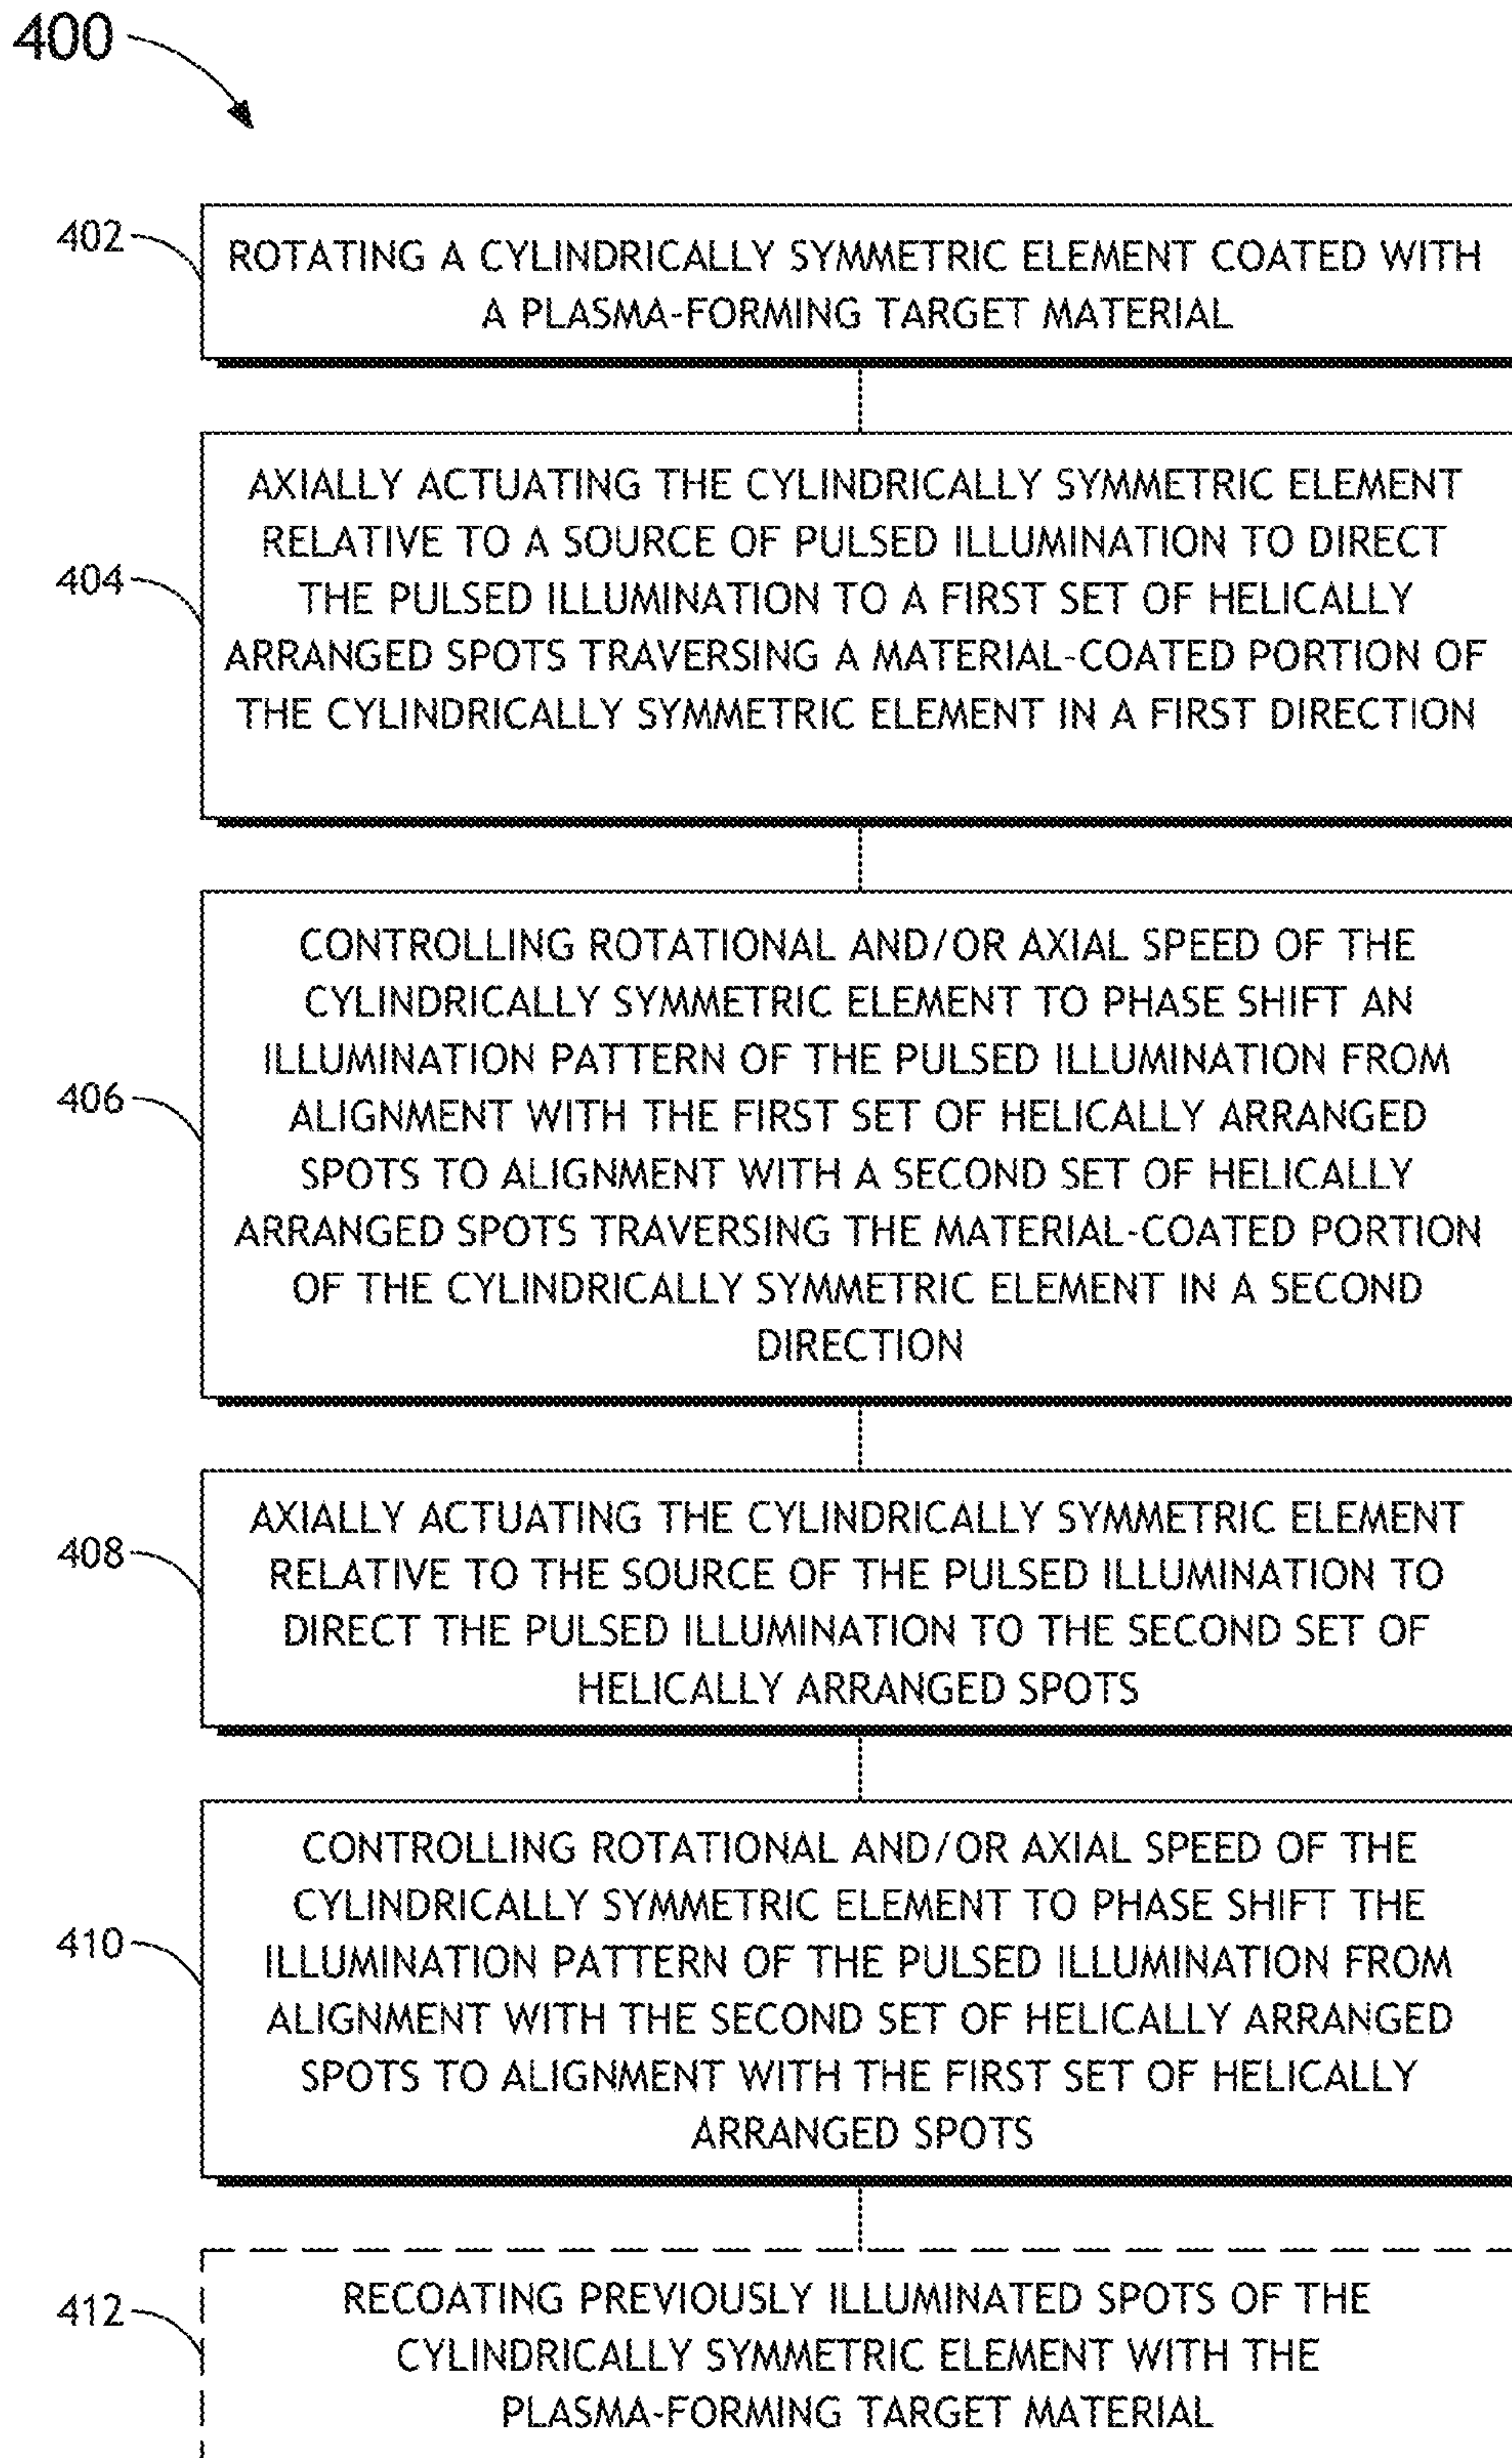 400
402
ROTATING A CYLINDRICALLY SYMMETRIC ELEMENT COATED WITH
A PLASMA-FORMING TARGET MATERIAL
404
AXIALLY ACTUATING THE CYLINDRICALLY SYMMETRIC ELEMENT
RELATIVE TO A SOURCE OF PULSED ILLUMINATION TO DIRECT
THE PULSED ILLUMINATION TO A FIRST SET OF HELICALLY
ARRANGED SPOTS TRAVERSING A MATERIAL-COATED PORTION OF
THE CYLINDRICALLY SYMMETRIC ELEMENT IN A FIRST DIRECTION
406
CONTROLLING ROTATIONAL AND/OR AXIAL SPEED OF THE
CYLINDRICALLY SYMMETRIC ELEMENT TO PHASE SHIFT AN
ILLUMINATION PATTERN OF THE PULSED ILLUMINATION FROM
ALIGNMENT WITH THE FIRST SET OF HELICALLY ARRANGED
SPOTS TO ALIGNMENT WITH A SECOND SET OF HELICALLY
ARRANGED SPOTS TRAVERSING THE MATERIAL-COATED PORTION
OF THE CYLINDRICALLY SYMMETRIC ELEMENT IN A SECOND
DIRECTION
408
AXIALLY ACTUATING THE CYLINDRICALLY SYMMETRIC ELEMENT
RELATIVE TO THE SOURCE OF THE PULSED ILLUMINATION TO
DIRECT THE PULSED ILLUMINATION TO THE SECOND SET OF
HELICALLY ARRANGED SPOTS
410
CONTROLLING ROTATIONAL AND/OR AXIAL SPEED OF THE
CYLINDRICALLY SYMMETRIC ELEMENT TO PHASE SHIFT THE
ILLUMINATION PATTERN OF THE PULSED ILLUMINATION FROM
ALIGNMENT WITH THE SECOND SET OF HELICALLY ARRANGED
SPOTS TO ALIGNMENT WITH THE FIRST SET OF HELICALLY
ARRANGED SPOTS
412
RECOATING PREVIOUSLY ILLUMINATED SPOTS OF THE
CYLINDRICALLY SYMMETRIC ELEMENT WITH THE
PLASMA-FORMING TARGET MATERIAL